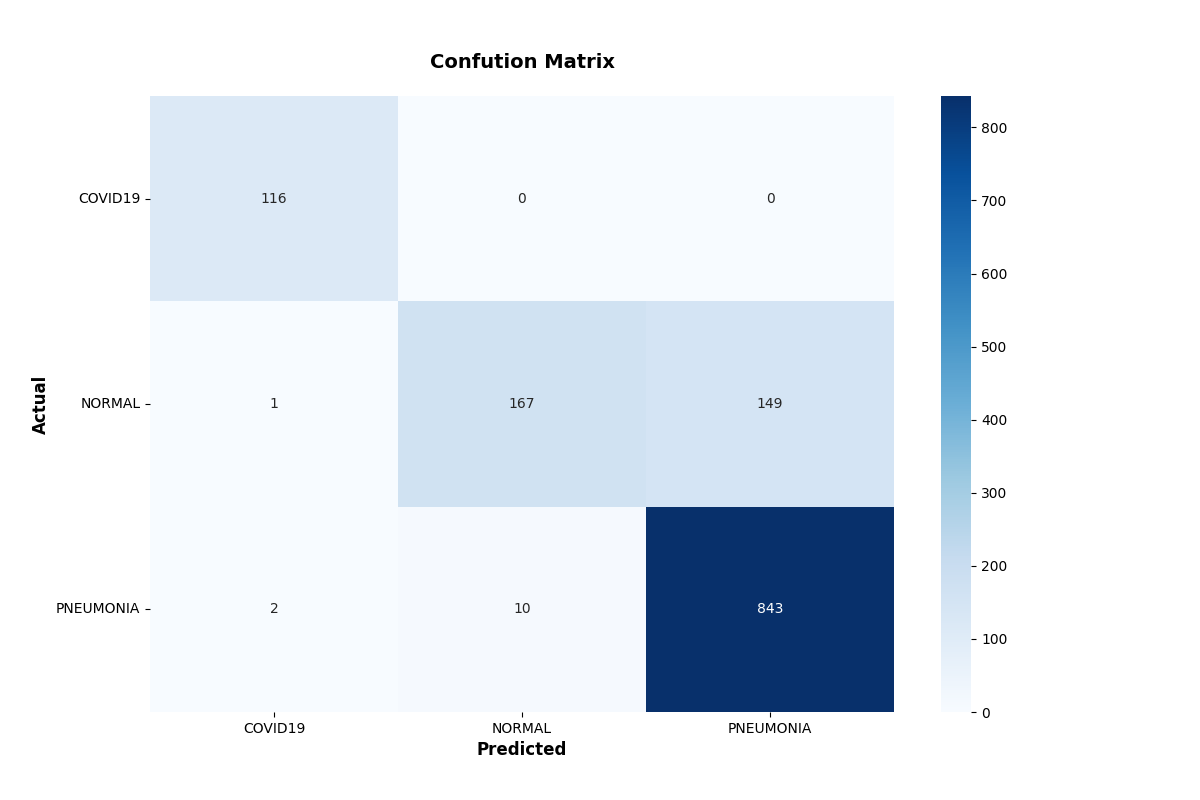 Confution Matrix
COVID19
116
0
0
800
700
600
500
400
300
200
100
0
Actual
NORMAL
1
167
149
PNEUMONIA
2
10
843
COVID19
NORMAL
PNEUMONIA
Predicted